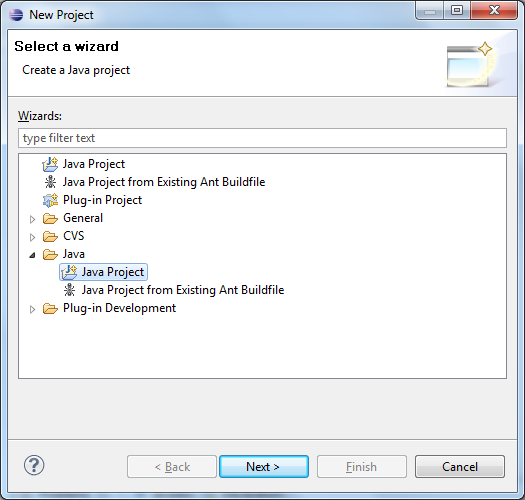 New Project
Select a wizard
Create a Java project
Wizards:
type filter text
Java Project
Java Project from Existing Ant Buildfile
Plug-in Project
General
CVS
Java
Java Project
Java Project from Existing Ant Buildfile
Plug-in Development
? < Back Next > Finish Cancel